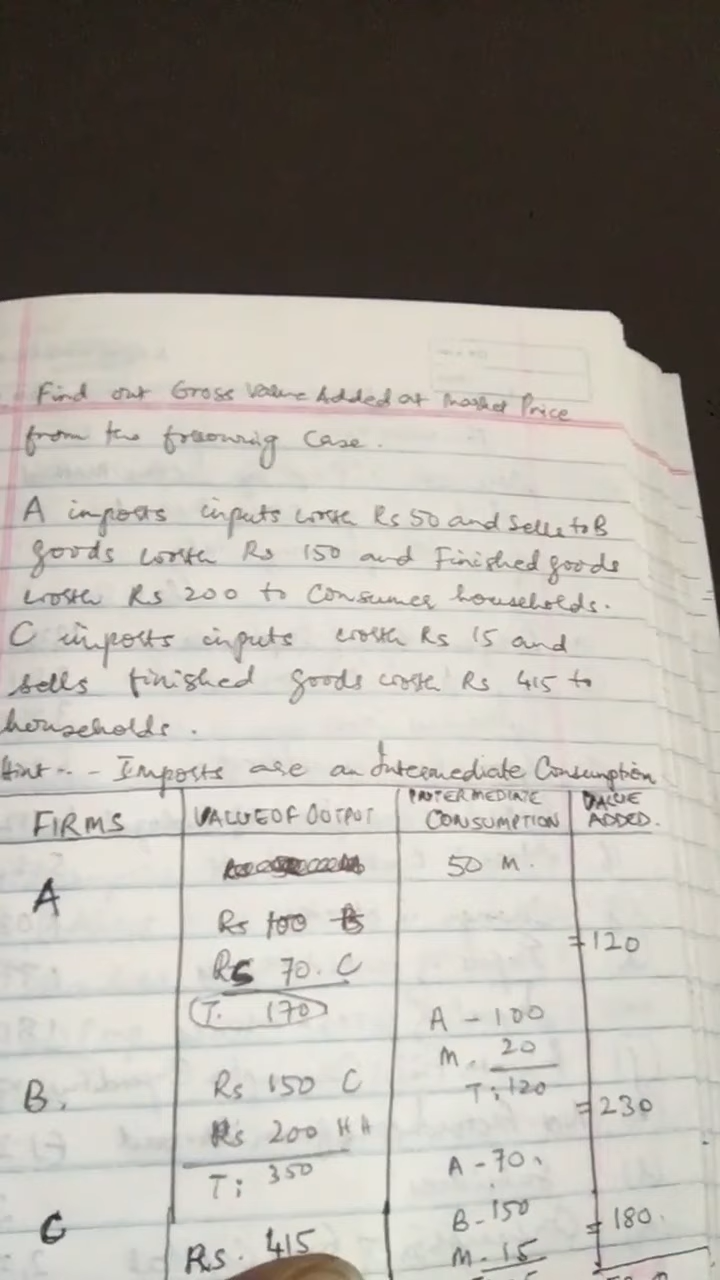 Find out Gross Value Added at Market Price
from the following case.
A imports inputs worth Rs 50 and Sells to B
goods worth Rs 150 and Finished goods
worth Rs 200 to Consumer households.
C imports inputs worth Rs 15 and
sells finished goods worth Rs 415 to
households.
Hint :- - Imports are an Intermediate Consumption
FIRMS VALUE OF OUTPUT INTERMEDIATE CONSUMPTION VALUE ADDED.
A 50 M.
Rs 100 B
= 120
Rs 70. C
T. 170
A - 100
M. 20
B. Rs 150 C T: 120
= 230
Rs 200 HH
T: 350 A - 70.
C B - 150 = 180.
Rs. 415 M. 15